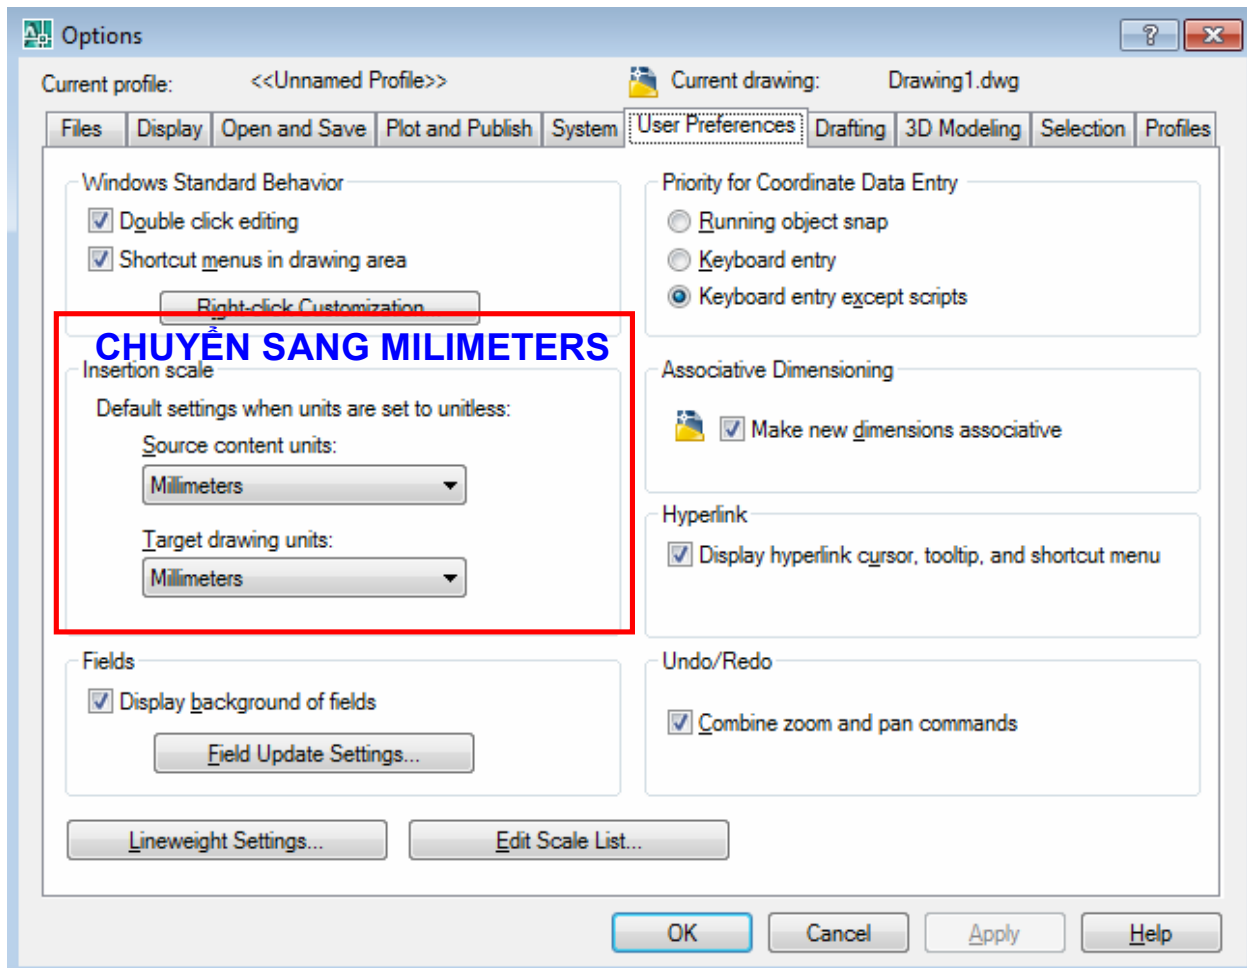 Options
Current profile: <<Unnamed Profile>> Current drawing: Drawing1.dwg
Files Display Open and Save Plot and Publish System User Preferences Drafting 3D Modeling Selection Profiles
Windows Standard Behavior
Double click editing
Shortcut menus in drawing area
Right-click Customization...
CHUYỂN SANG MILIMETERS
Insertion scale
Default settings when units are set to unitless:
Source content units:
Millimeters
Target drawing units:
Millimeters
Fields
Display background of fields
Field Update Settings...
Priority for Coordinate Data Entry
Running object snap
Keyboard entry
Keyboard entry except scripts
Associative Dimensioning
Make new dimensions associative
Hyperlink
Display hyperlink cursor, tooltip, and shortcut menu
Undo/Redo
Combine zoom and pan commands
Lineweight Settings... Edit Scale List...
OK Cancel Apply Help